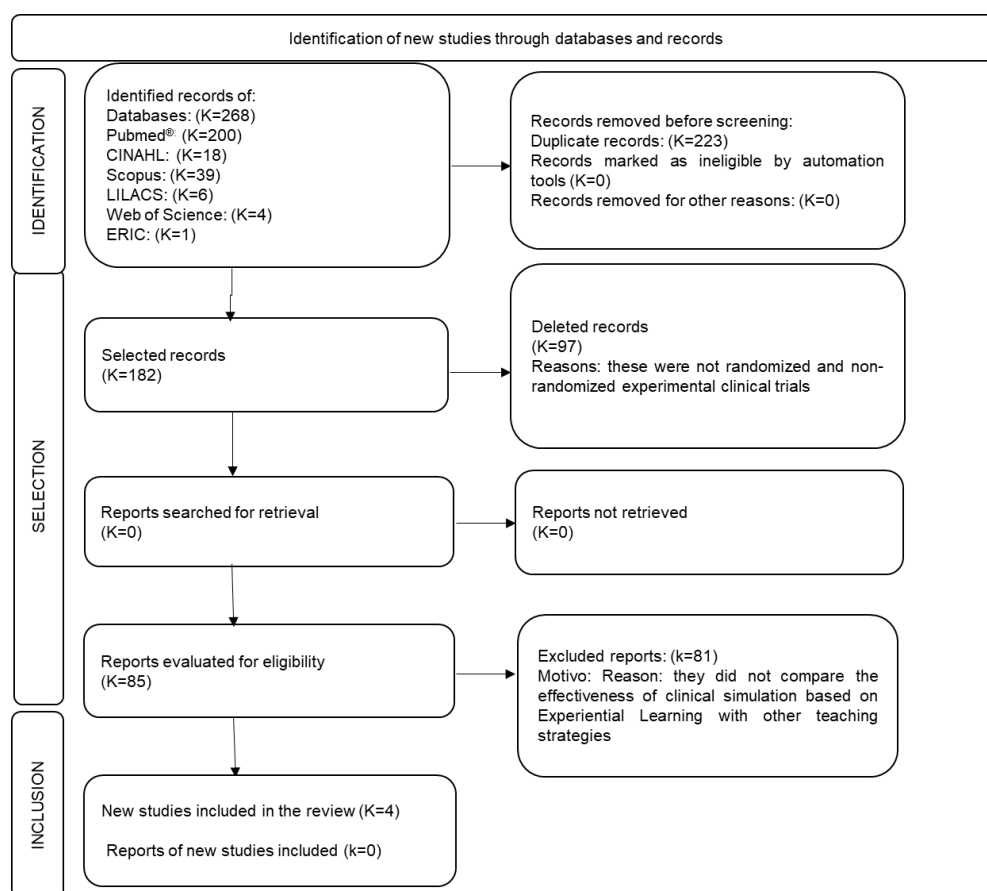 Identification of new studies through databases and records
IDENTIFICATION
Identified records of:
Databases: (K=268)
Pubmed®: (K=200)
CINAHL: (K=18)
Scopus: (K=39)
LILACS: (K=6)
Web of Science: (K=4)
ERIC: (K=1)
Records removed before screening:
Duplicate records: (K=223)
Records marked as ineligible by automation
tools (K=0)
Records removed for other reasons: (K=0)
SELECTION
Selected records
(K=182)
Deleted records
(K=97)
Reasons: these were not randomized and non-
randomized experimental clinical trials
Reports searched for retrieval
(K=0)
Reports not retrieved
(K=0)
Reports evaluated for eligibility
(K=85)
Excluded reports: (k=81)
Motivo: Reason: they did not compare the
effectiveness of clinical simulation based on
Experiential Learning with other teaching
strategies
INCLUSION
New studies included in the review (K=4)
Reports of new studies included (k=0)